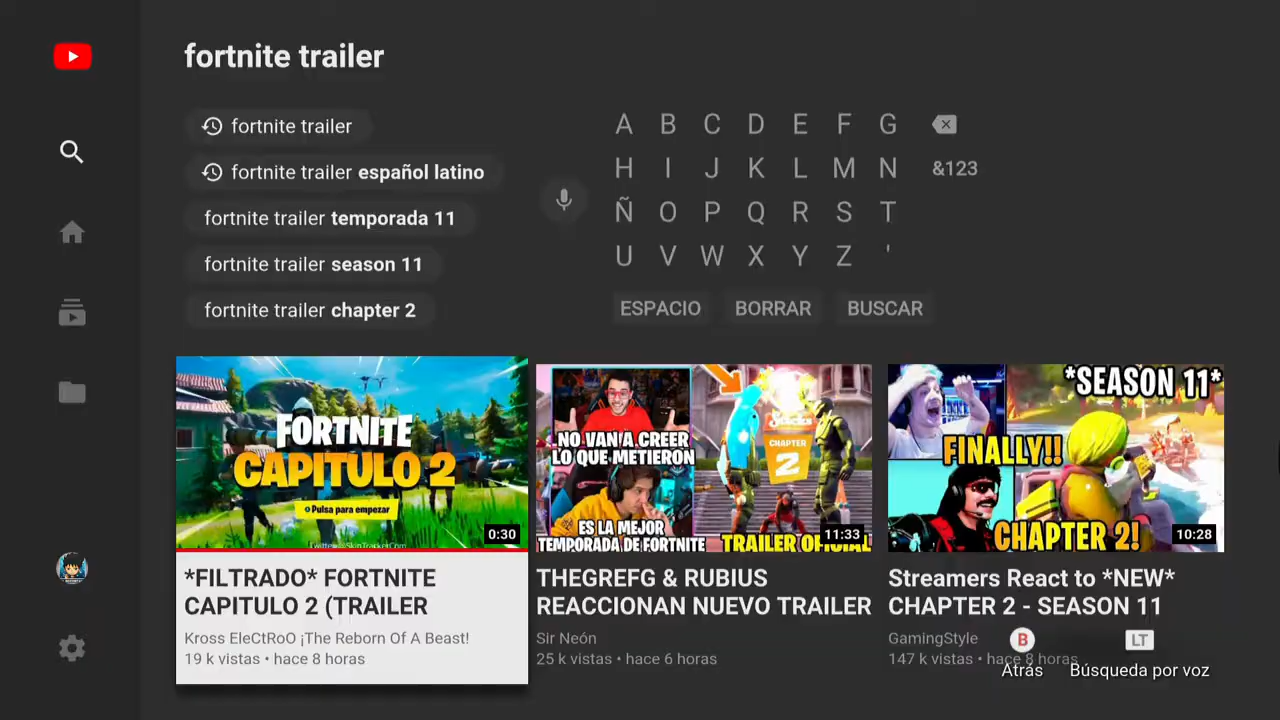 fortnite trailer
fortnite trailer
fortnite trailer español latino
fortnite trailer temporada 11
fortnite trailer season 11
fortnite trailer chapter 2
A B C D E F G
H I J K L M N &123
Ñ O P Q R S T
U V W X Y Z '
ESPACIO BORRAR BUSCAR
FORTNITE
CAPITULO 2
Pulsa para empezar
Twitter@SkinTrackerCom
0:30
*FILTRADO* FORTNITE
CAPITULO 2 (TRAILER
Kross EleCtRoO ¡The Reborn Of A Beast!
19 k vistas • hace 8 horas
NO VAN A CREER
LO QUE METIERON
CHAPTER
2
ES LA MEJOR
TEMPORADA DE FORTNITE
TRAILER OFICIAL
11:33
THEGREFG & RUBIUS
REACCIONAN NUEVO TRAILER
Sir Neón
25 k vistas • hace 6 horas
*SEASON 11*
FINALLY!!
CHAPTER 2!
10:28
Streamers React to *NEW*
CHAPTER 2 - SEASON 11
GamingStyle
147 k vistas • hace 8 horas
B LT
Atrás Búsqueda por voz